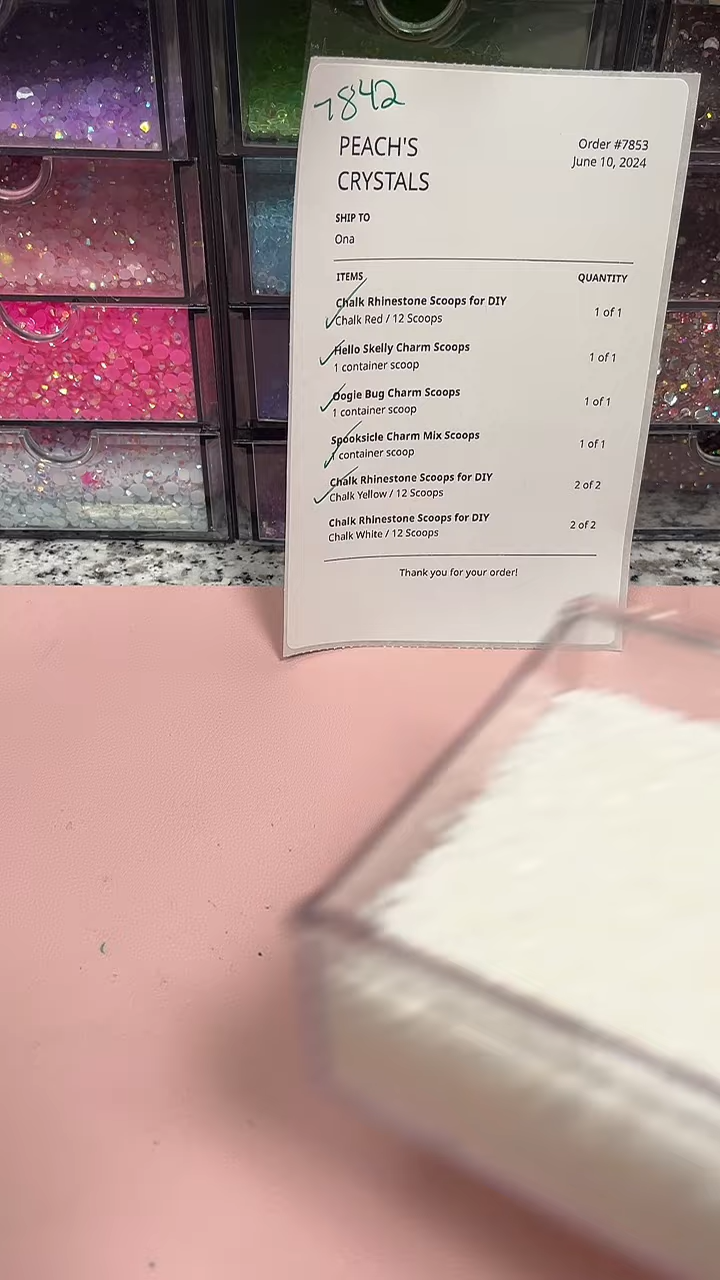 7842
PEACH'S
CRYSTALS
Order #7853
June 10, 2024
SHIP TO
Ona
ITEMS
QUANTITY
Chalk Rhinestone Scoops for DIY
Chalk Red / 12 Scoops
1 of 1
Hello Skelly Charm Scoops
1 container scoop
1 of 1
Oogie Bug Charm Scoops
1 container scoop
1 of 1
Spooksicle Charm Mix Scoops
1 container scoop
1 of 1
Chalk Rhinestone Scoops for DIY
Chalk Yellow / 12 Scoops
2 of 2
Chalk Rhinestone Scoops for DIY
Chalk White / 12 Scoops
2 of 2
Thank you for your order!